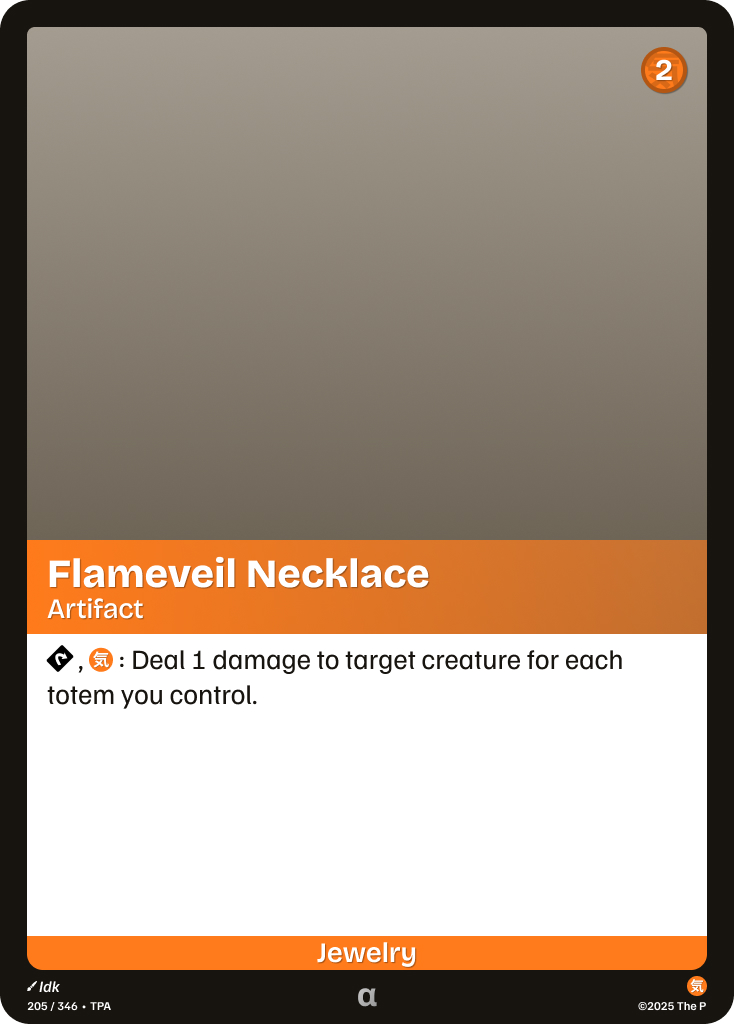 2
Flameveil Necklace
Artifact
, 気 : Deal 1 damage to target creature for each
totem you control.
Jewelry
Idk
205 / 346 • TPA
α
気
©2025 The P